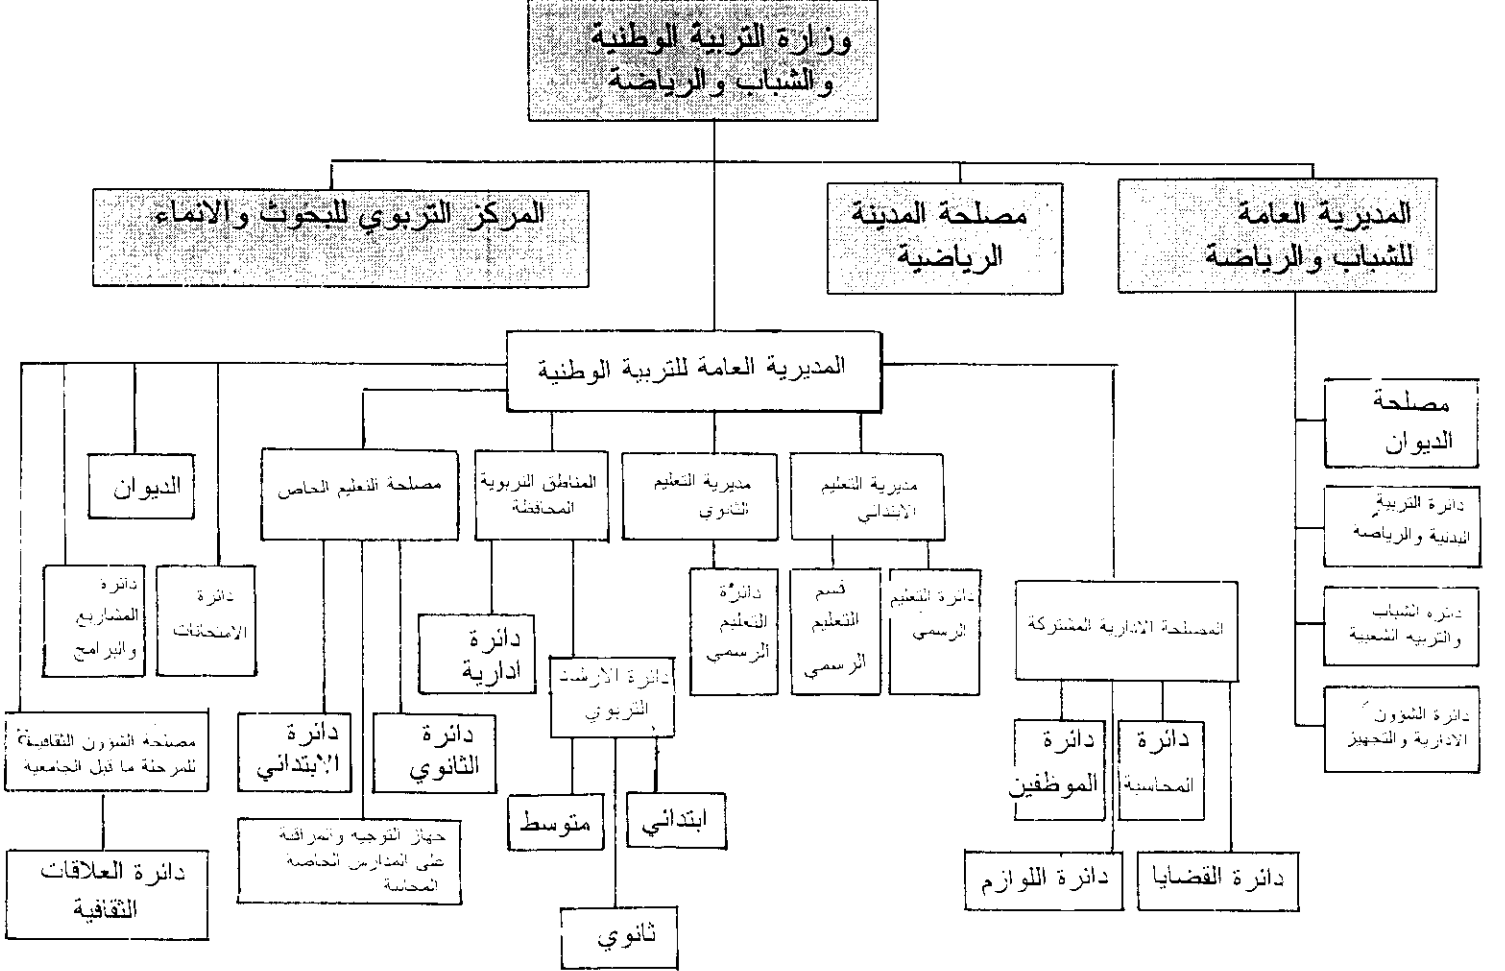 وزارة التربية الوطنية
والشباب والرياضة
المديرية العامة
للشباب والرياضة
مصلحة المدينة
الرياضية
المركز التربوي للبحوث والانماء
المديرية العامة للتربية الوطنية
مصلحة
الديوان
دائرة التربية
البدنية والرياضة
دائره الشباب
والتربيه الشعبية
دائرة الشؤون
الادارية والتجهيز
مديرية التعليم
الابتدائي
مديرية التعليم
الثانوي
المناطق التربوية
المحافظة
مصلحة التعليم الخاص
الديوان
المصلحة الادارية المشتركة
دائرة التعليم
الرسمي
قسم
التعليم
الرسمي
دائرة
التعليم
الرسمي
دائرة
ادارية
دائرة الارشد
التربوي
دائرة
الامتحانات
دائرة
المشاريع
والبرامج
دائرة
المحاسبة
دائرة
الموظفين
دائرة
الثانوي
دائرة
الابتدائي
مصلحة الشؤون الثقافية
للمرحلة ما قبل الجامعية
ابتدائي
متوسط
جهاز التوجيه والمراقبة
على المدارس الخاصة
المجانية
دائرة القضايا
دائرة اللوازم
دائرة العلاقات
الثقافية
ثانوي